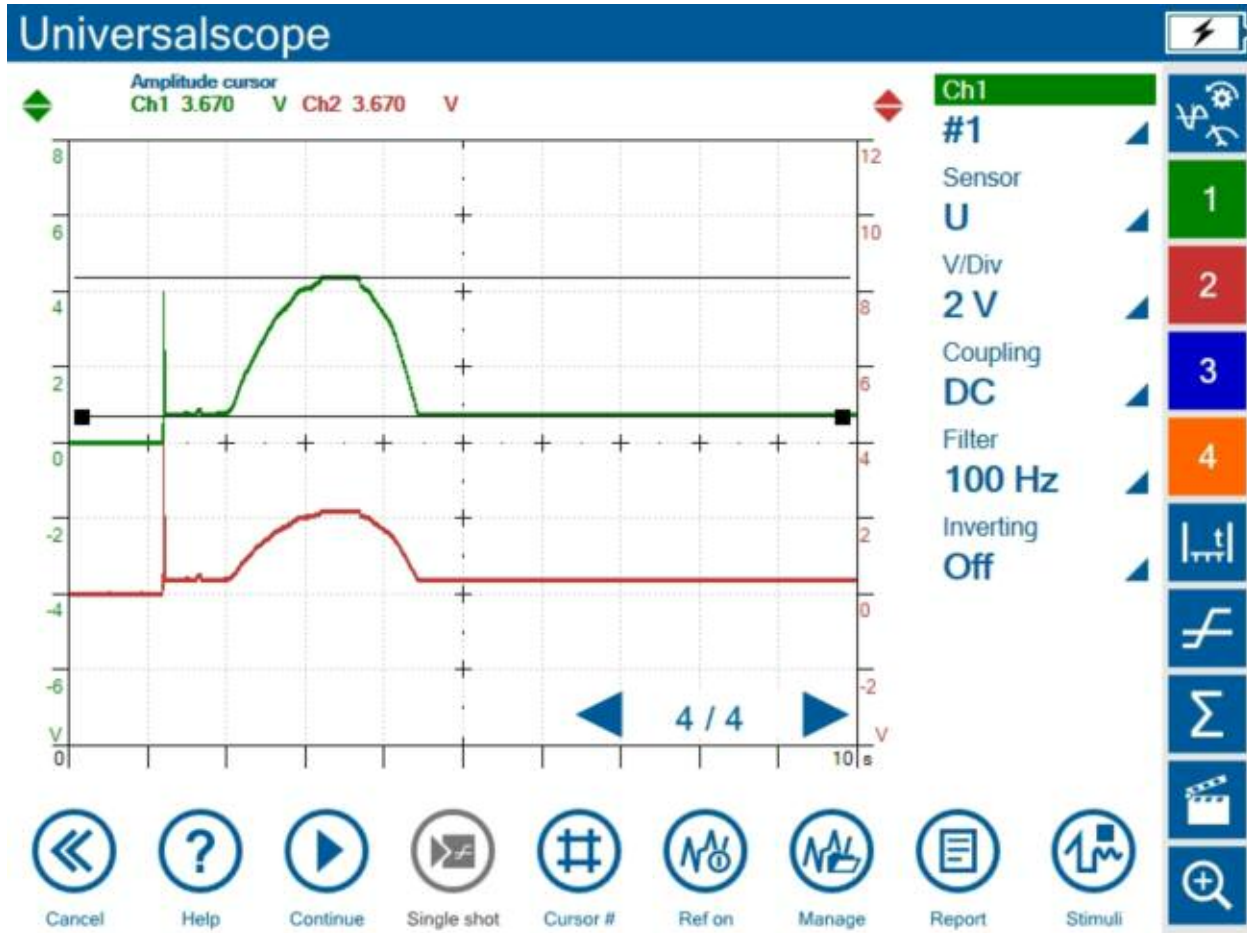 Universalscope
Amplitude cursor
Ch1 3.670 V Ch2 3.670 V
8
6
4
2
0
-2
-4
-6
V
12
10
8
6
4
2
0
-2
V
0
10 s
4 / 4
Ch1
#1
Sensor
U
V/Div
2 V
Coupling
DC
Filter
100 Hz
Inverting
Off
1
2
3
4
t
Σ
Cancel
Help
Continue
Single shot
Cursor #
Ref on
Manage
Report
Stimuli